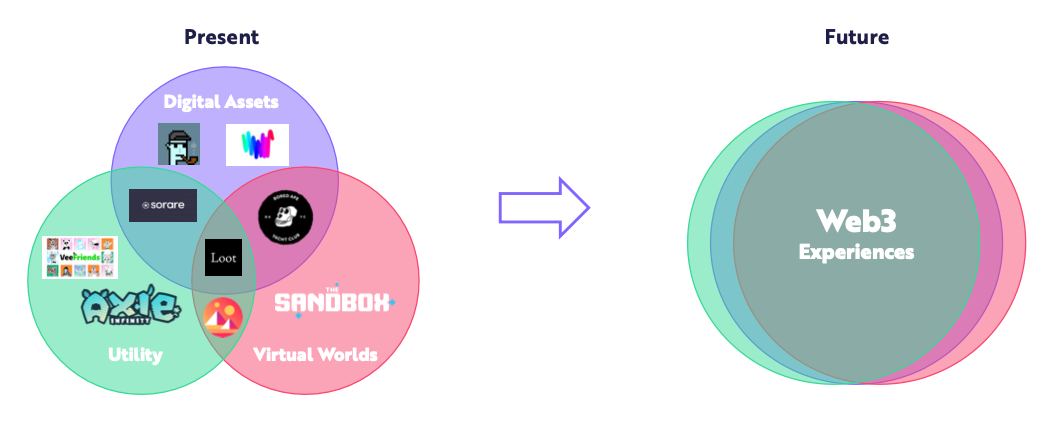 Present
Future
Digital Assets
sorare
BORED APE
YACHT CLUB
Loot
VeeFriends
AXIE
INFINITY
THE
SANDBOX
Utility
Virtual Worlds
Web3
Experiences